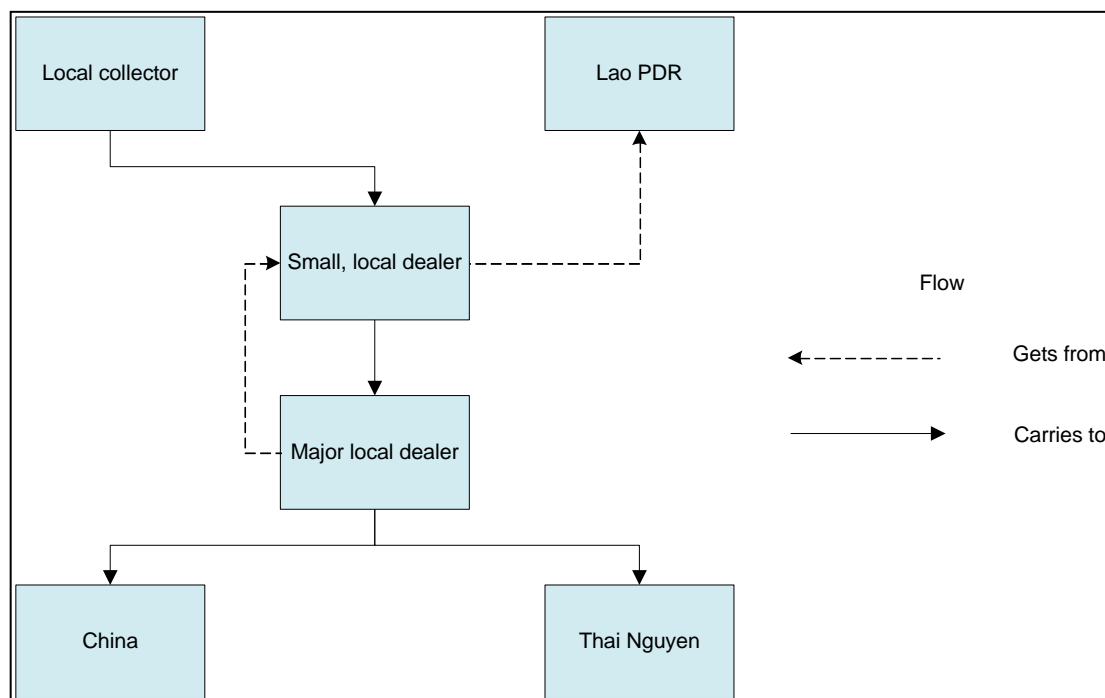 Local collector
Lao PDR
Small, local dealer
Flow
Gets from
Major local dealer
Carries to
China
Thai Nguyen